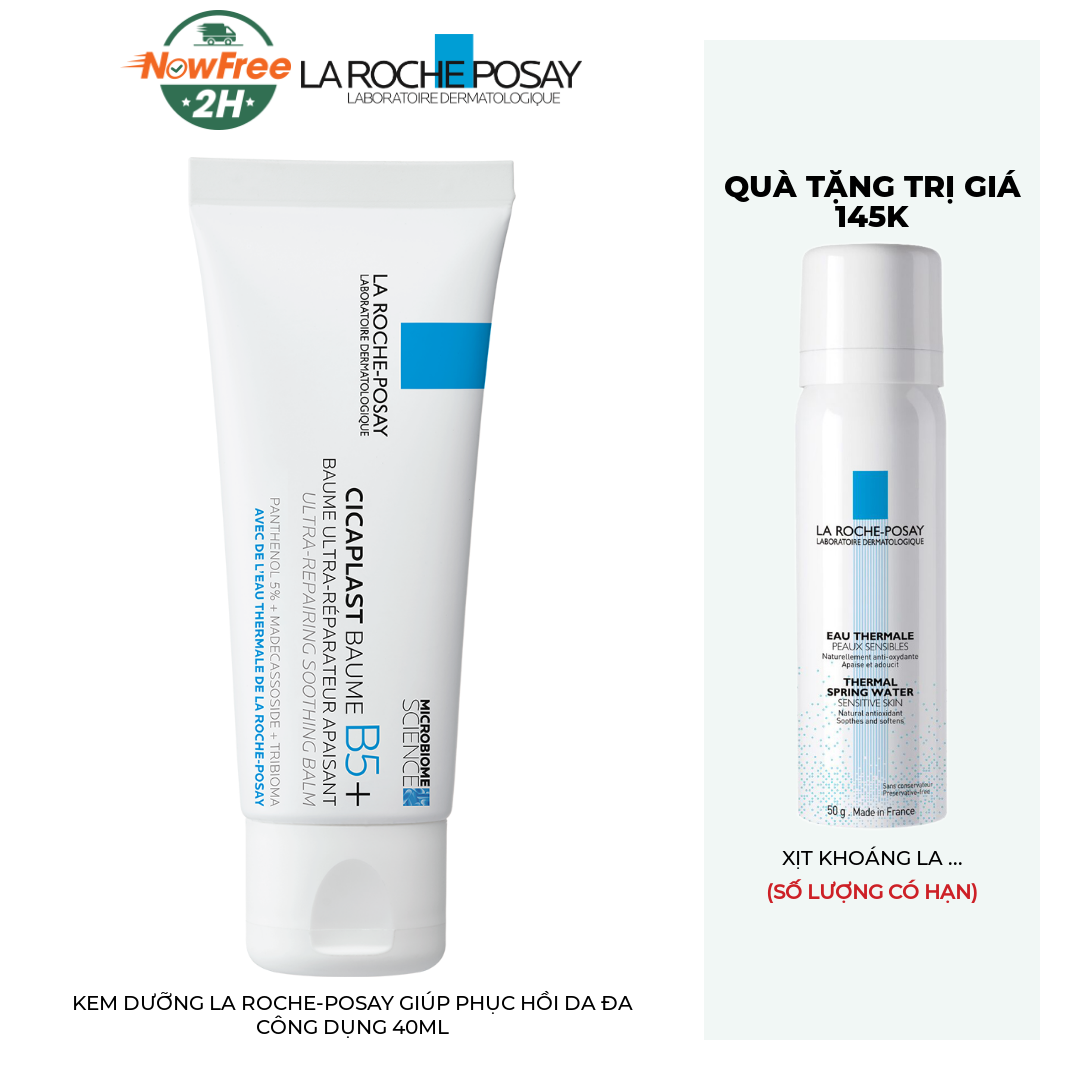 NowFree
2H
LA ROCHE POSAY
LABORATOIRE DERMATOLOGIQUE
LA ROCHE-POSAY
LABORATOIRE DERMATOLOGIQUE
CICAPLAST BAUME B5+
BAUME ULTRA-RÉPARATEUR APAISANT
ULTRA-REPAIRING SOOTHING BALM
PANTHENOL 5% + MADECASSOSIDE + TRIBIOMA
AVEC DE L'EAU THERMALE DE LA ROCHE-POSAY
MICROBIOME
SCIENCE
KEM DƯỠNG LA ROCHE-POSAY GIÚP PHỤC HỒI DA ĐA
CÔNG DỤNG 40ML
QUÀ TẶNG TRỊ GIÁ
145K
LA ROCHE-POSAY
LABORATOIRE DERMATOLOGIQUE
EAU THERMALE
PEAUX SENSIBLES
Naturellement anti-oxydante
Apaise et adoucit
THERMAL
SPRING WATER
SENSITIVE SKIN
Natural antioxidant
Soothes and softens
Sans conservateur
Preservative-free
50 g . Made in France
XỊT KHOÁNG LA ...
(SỐ LƯỢNG CÓ HẠN)